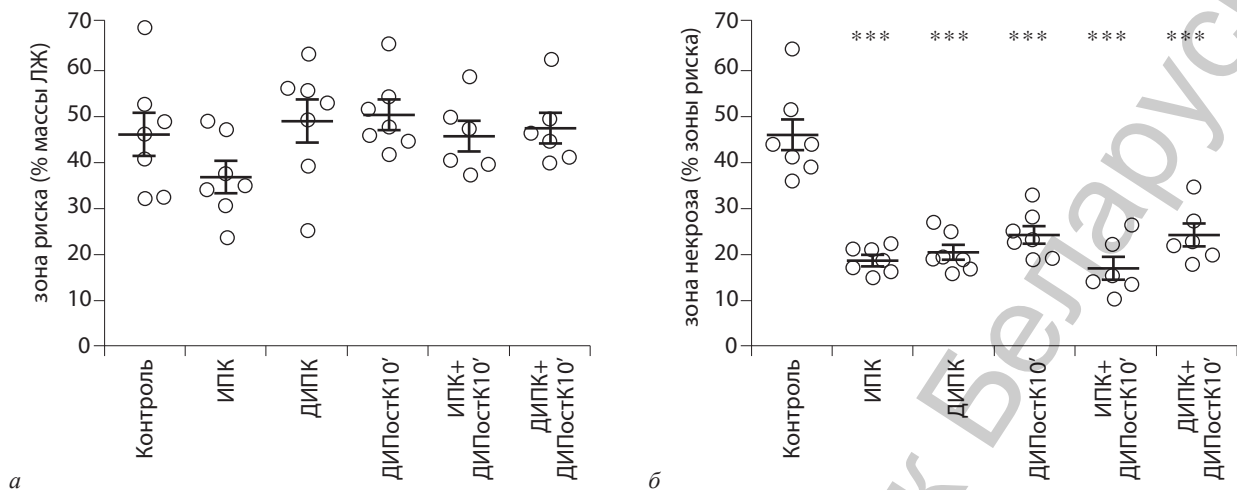 зона риска (% массы ЛЖ)
70
60
50
40
30
20
10
0
Контроль
ИПК
ДИПК
ДИПостК10′
ИПК+
ДИПостК10′
ДИПК+
ДИПостК10′
а
зона некроза (% зоны риска)
70
60
50
40
30
20
10
0
*** *** *** *** ***
Контроль
ИПК
ДИПК
ДИПостК10′
ИПК+
ДИПостК10′
ДИПК+
ДИПостК10′
б
к Беларус